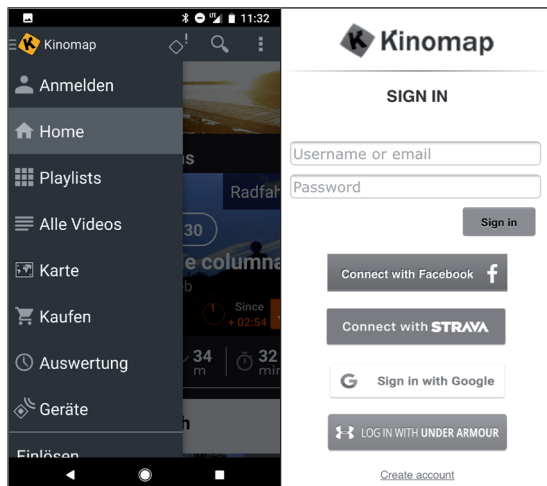 11:32
Kinomap
Anmelden
Home
Playlists
Alle Videos
Karte
Kaufen
Auswertung
Geräte
Einlösen
s
Radfah
30
e columna
b
Since
+ 02:54
34
m
32
min
h
Kinomap
SIGN IN
Username or email
Password
Sign in
Connect with Facebook f
Connect with STRAVA
G Sign in with Google
LOG IN WITH UNDER ARMOUR
Create account